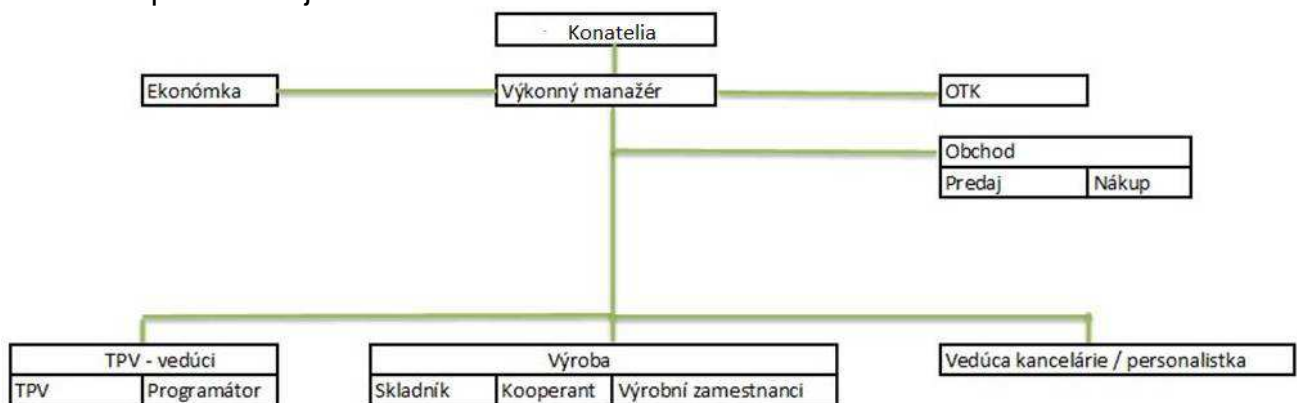 Konatelia
Ekonómka
Výkonný manažér
OTK
Obchod
Predaj
Nákup
TPV - vedúci
TPV
Programátor
Výroba
Skladník
Kooperant
Výrobní zamestnanci
Vedúca kancelárie / personalistka